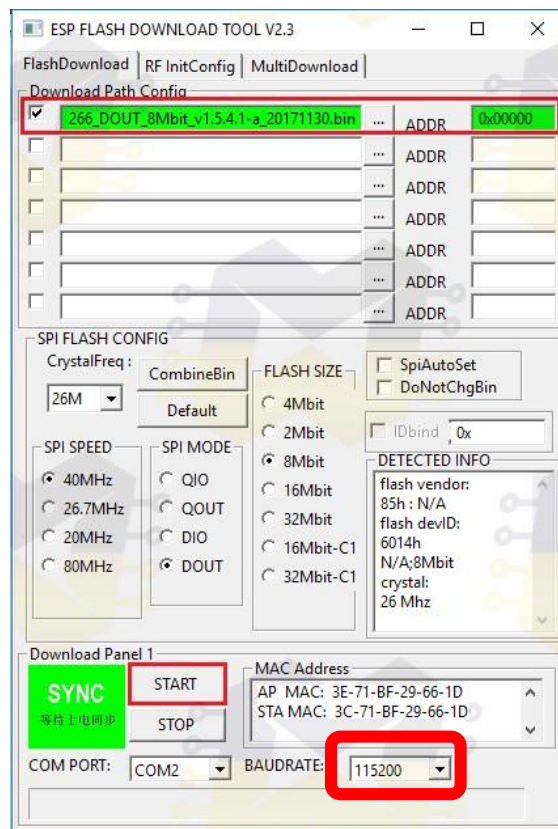 ESP FLASH DOWNLOAD TOOL V2.3
FlashDownload RF InitConfig MultiDownload
Download Path Config
266_DOUT_8Mbit_v1.5.4.1-a_20171130.bin ... ADDR 0x00000
... ADDR
... ADDR
... ADDR
... ADDR
... ADDR
... ADDR
SPI FLASH CONFIG
CrystalFreq :
26M
CombineBin
Default
SPI SPEED
40MHz
26.7MHz
20MHz
80MHz
SPI MODE
QIO
QOUT
DIO
DOUT
FLASH SIZE
4Mbit
2Mbit
8Mbit
16Mbit
32Mbit
16Mbit-C1
32Mbit-C1
SpiAutoSet
DoNotChgBin
IDbind 0x
DETECTED INFO
flash vendor:
85h : N/A
flash devID:
6014h
N/A;8Mbit
crystal:
26 Mhz
Download Panel 1
SYNC
等待上电同步
START
STOP
MAC Address
AP MAC: 3E-71-BF-29-66-1D
STA MAC: 3C-71-BF-29-66-1D
COM PORT: COM2 BAUDRATE: 115200